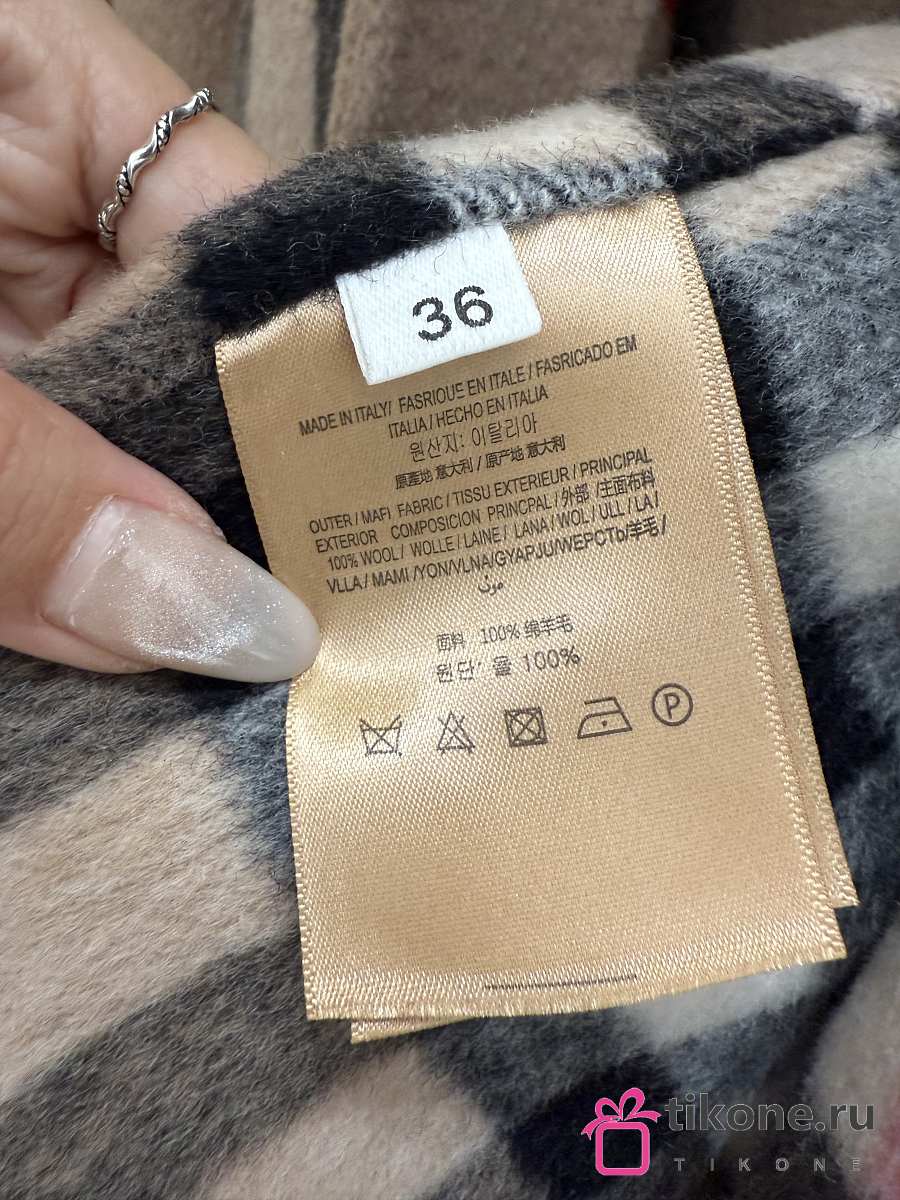 36
MADE IN ITALY/ FASRIQUE EN ITALE / FASRICADO EM
ITALIA / HECHO EN ITALIA
원산지: 이탈리아
原產地 意大利 / 原产地 意大利
OUTER / MAFI FABRIC / TISSU EXTERIEUR / PRINCIPAL
EXTERIOR COMPOSICION PRINCPAL / 外部 / 主面布料
100% WOOL / WOLLE / LAINE / LANA / WOL / ULL / LA /
VLLA / MAMI /YON/VLNA/GYAPJU/WEPCTb/羊毛/
面料 100% 绵羊毛
원단: 울 100%
P
tikone.ru
TIKONE